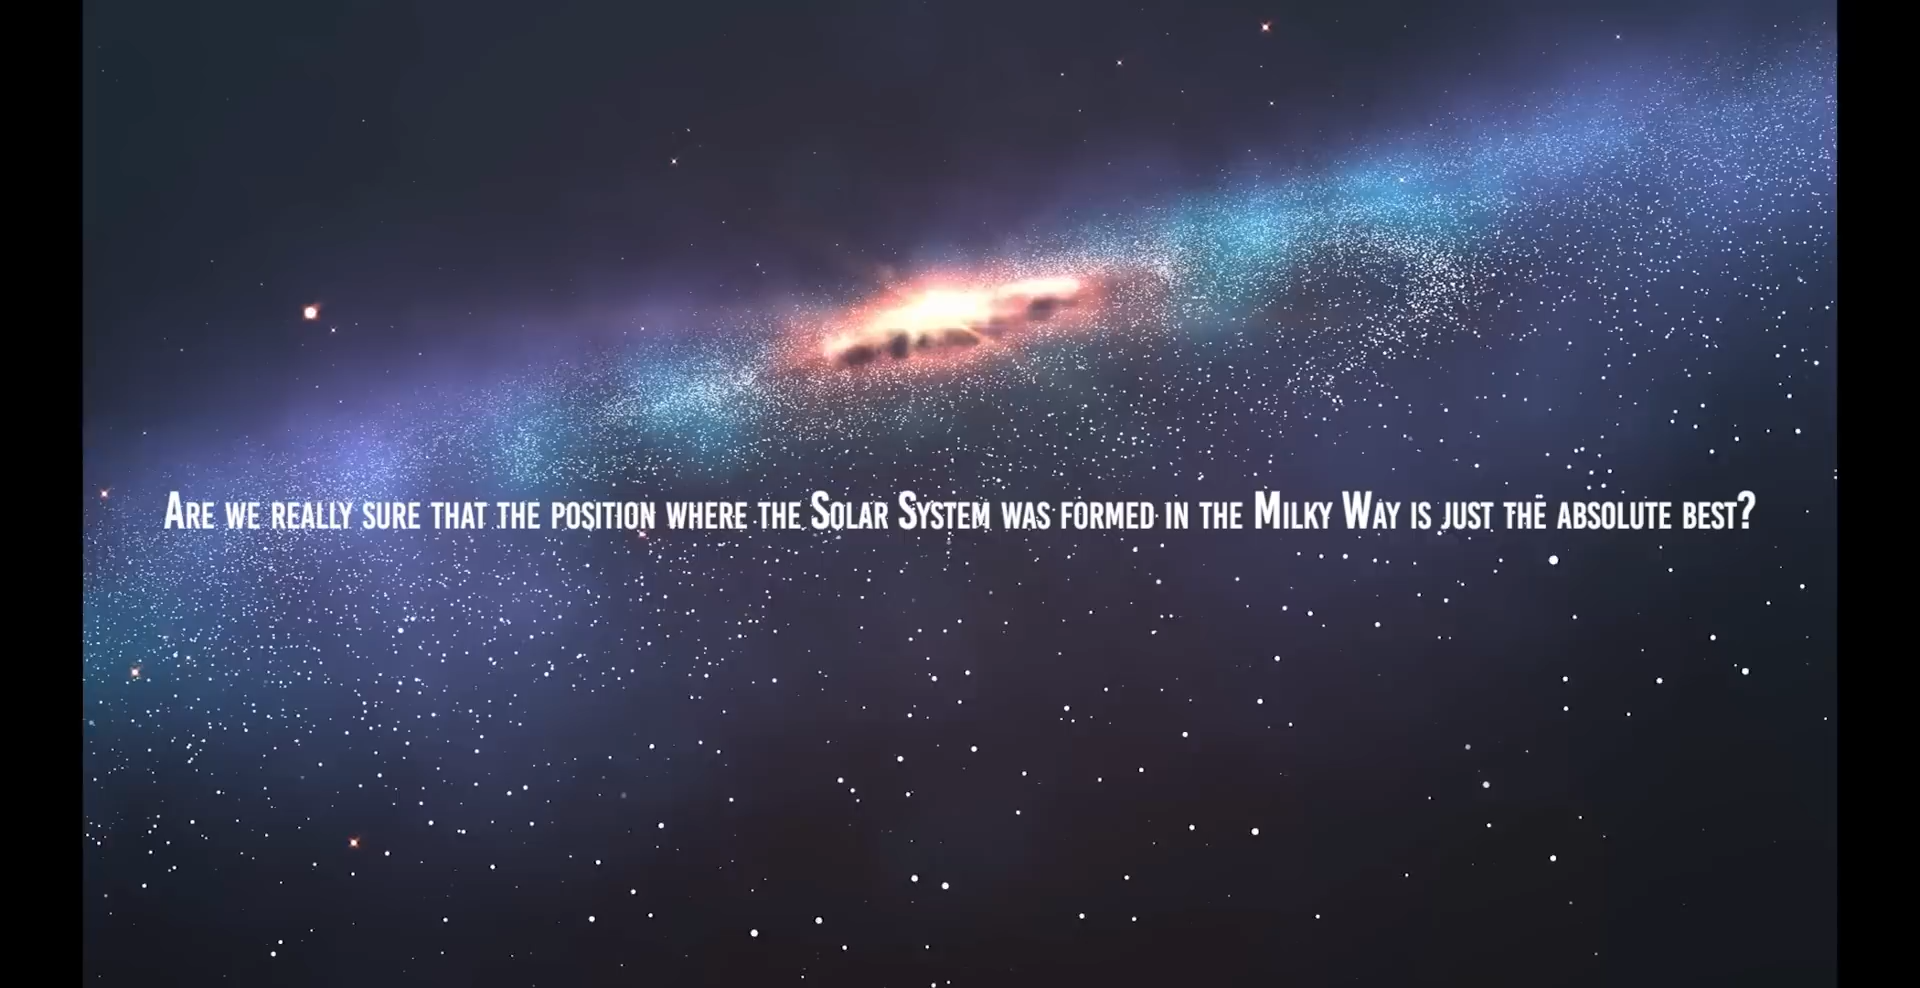 Are we really sure that the position where the Solar System was formed in the Milky Way is just the absolute best?